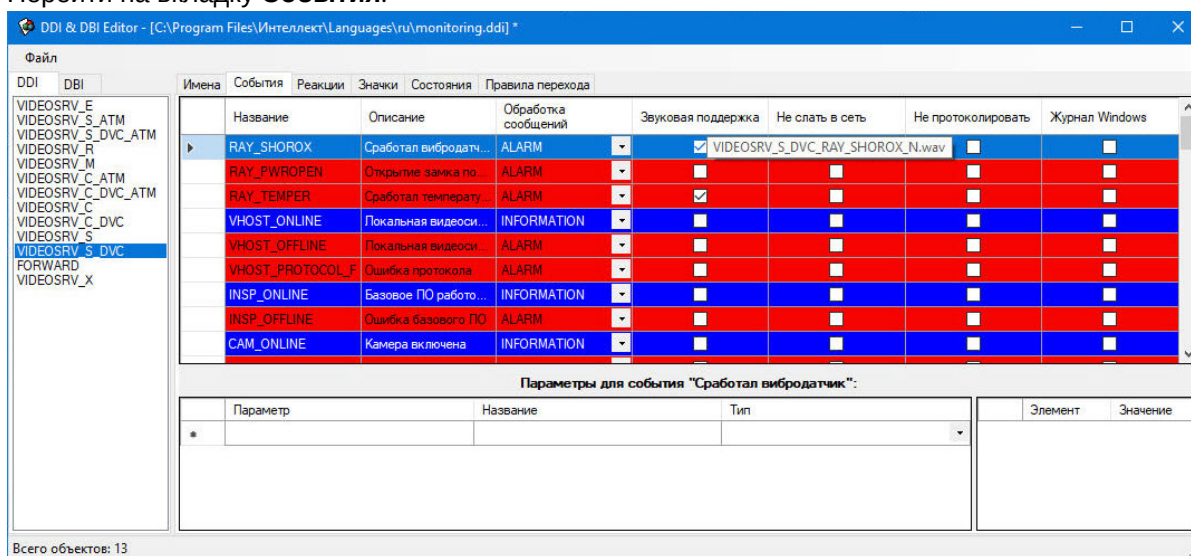 Перейти на вкладку События.
DDI & DBI Editor - [C:\Program Files\Интеллект\Languages\ru\monitoring.ddi] *
Файл
DDI DBI
Имена События Реакции Значки Состояния Правила перехода
VIDEOSRV_E
VIDEOSRV_S_ATM
VIDEOSRV_S_DVC_ATM
VIDEOSRV_R
VIDEOSRV_M
VIDEOSRV_C_ATM
VIDEOSRV_C_DVC_ATM
VIDEOSRV_C
VIDEOSRV_C_DVC
VIDEOSRV_S
VIDEOSRV_S_DVC
FORWARD
VIDEOSRV_X
Название Описание Обработка сообщений Звуковая поддержка Не слать в сеть Не протоколировать Журнал Windows
RAY_SHOROX Сработал вибродатч... ALARM VIDEOSRV_S_DVC_RAY_SHOROX_N.wav
RAY_PWROPEN Открытие замка по... ALARM
RAY_TEMPER Сработал температу... ALARM
VHOST_ONLINE Локальная видеоси... INFORMATION
VHOST_OFFLINE Локальная видеоси... ALARM
VHOST_PROTOCOL_F Ошибка протокола ALARM
INSP_ONLINE Базовое ПО работо... INFORMATION
INSP_OFFLINE Ошибка базового ПО ALARM
CAM_ONLINE Камера включена INFORMATION
Параметры для события "Сработал вибродатчик":
Параметр Название Тип
Элемент Значение
Всего объектов: 13